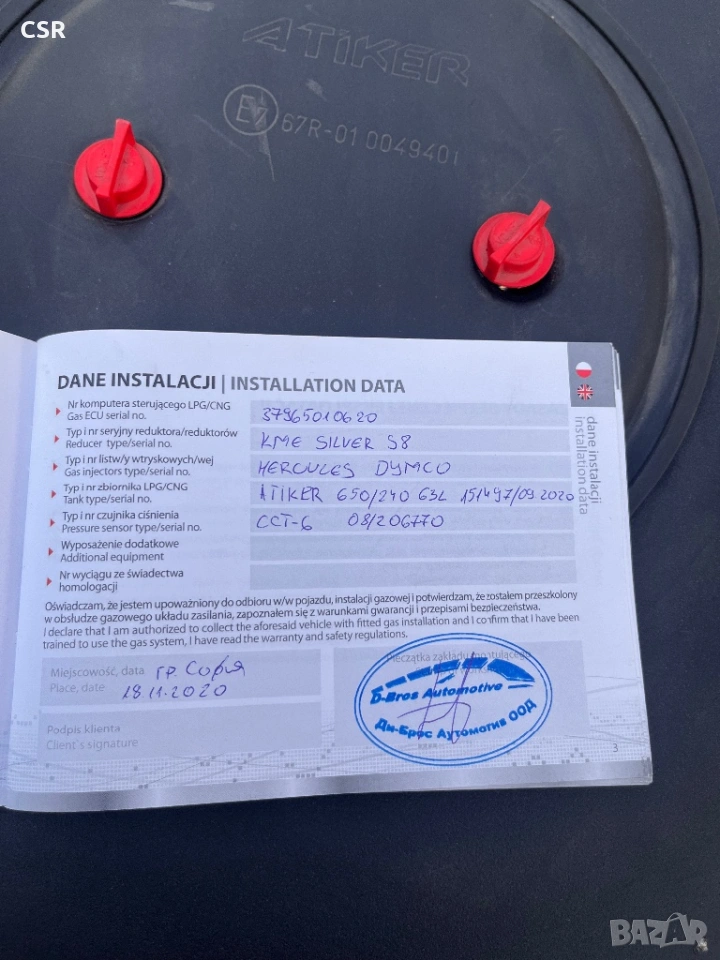 CSR
ATİKER
E7 67R-01 0049401
DANE INSTALACJI | INSTALLATION DATA
Nr komputera sterującego LPG/CNG
Gas ECU serial no.
37965010620
Typ i nr seryjny reduktora/reduktorów
Reducer type/serial no.
KME SILVER S8
Typ i nr listw/y wtryskowych/wej
Gas injectors type/serial no.
HERCULES DYMCO
Typ i nr zbiornika LPG/CNG
Tank type/serial no.
ATIKER 650/240 63L 151497/09.2020
Typ i nr czujnika ciśnienia
Pressure sensor type/serial no.
CCT-6 08/206770
Wyposażenie dodatkowe
Additional equipment
Nr wyciągu ze świadectwa
homologacji
Oświadczam, że jestem upoważniony do odbioru w/w pojazdu, instalacji gazowej i potwierdzam, że zostałem przeszkolony
w obsłudze gazowego układu zasilania, zapoznałem się z warunkami gwarancji i przepisami bezpieczeństwa.
I declare that I am authorized to collect the aforesaid vehicle with fitted gas installation and I co firm that I have been
trained to use the gas system, I have read the warranty and safety regulations.
Miejscowość, data
Place, date
гр. София
18.11.2020
Pieczątka zakładu montującego
D-Bros Automotive
Ди-Брос Аутомотив ООД
Podpis klienta
Client's signature
3
dane instalacji
installation data
BAZAR